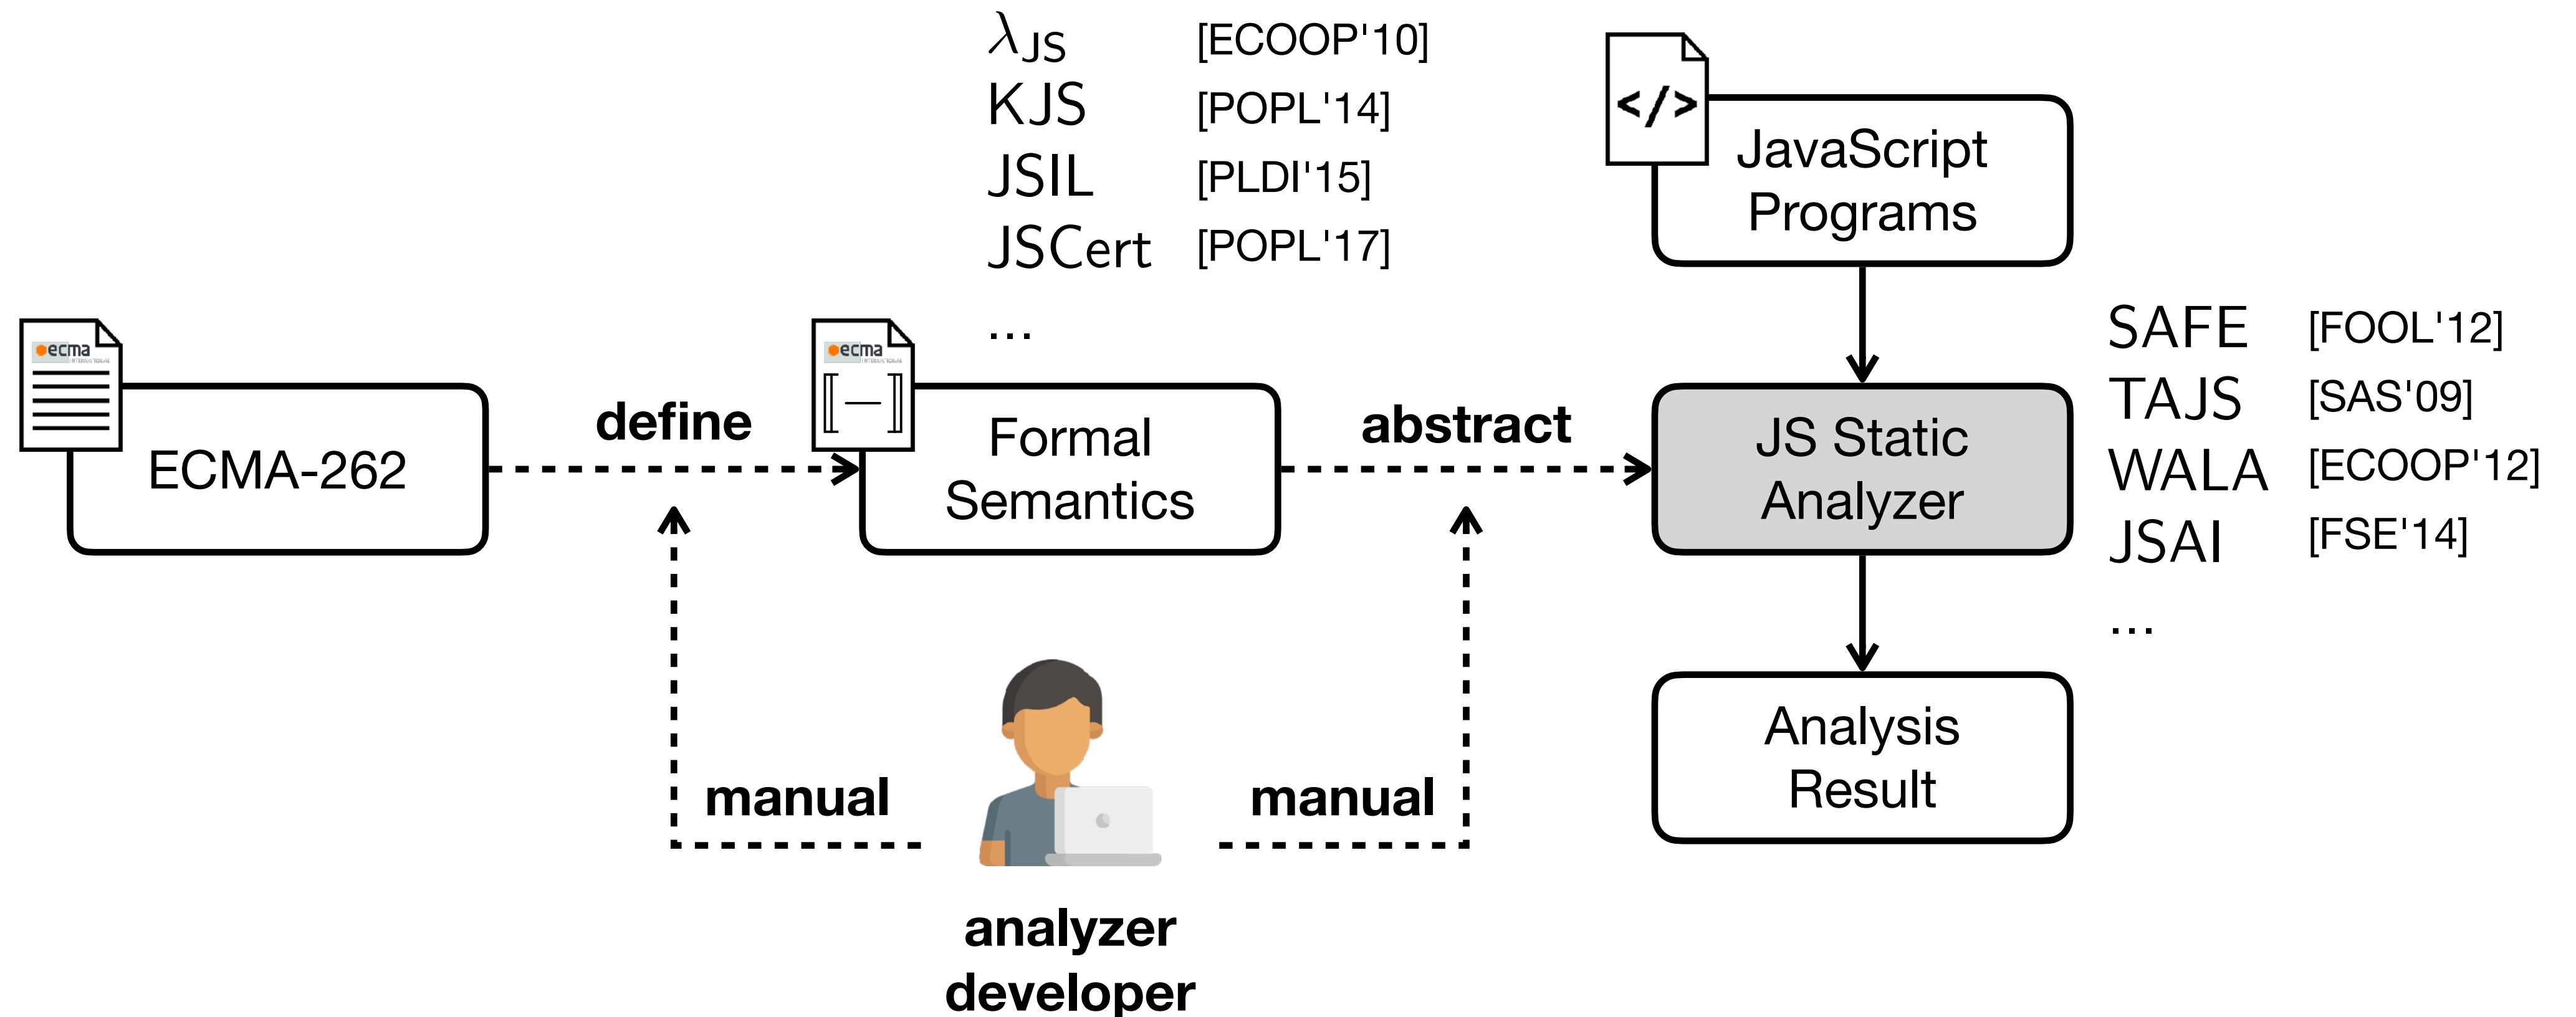 λJS [ECOOP'10]
KJS [POPL'14]
JSIL [PLDI'15]
JSCert [POPL'17]
...
</>
JavaScript
Programs
ecma
ECMA-262
define
ecma
⟦—⟧
Formal
Semantics
abstract
JS Static
Analyzer
SAFE [FOOL'12]
TAJS [SAS'09]
WALA [ECOOP'12]
JSAI [FSE'14]
...
manual
manual
analyzer
developer
Analysis
Result